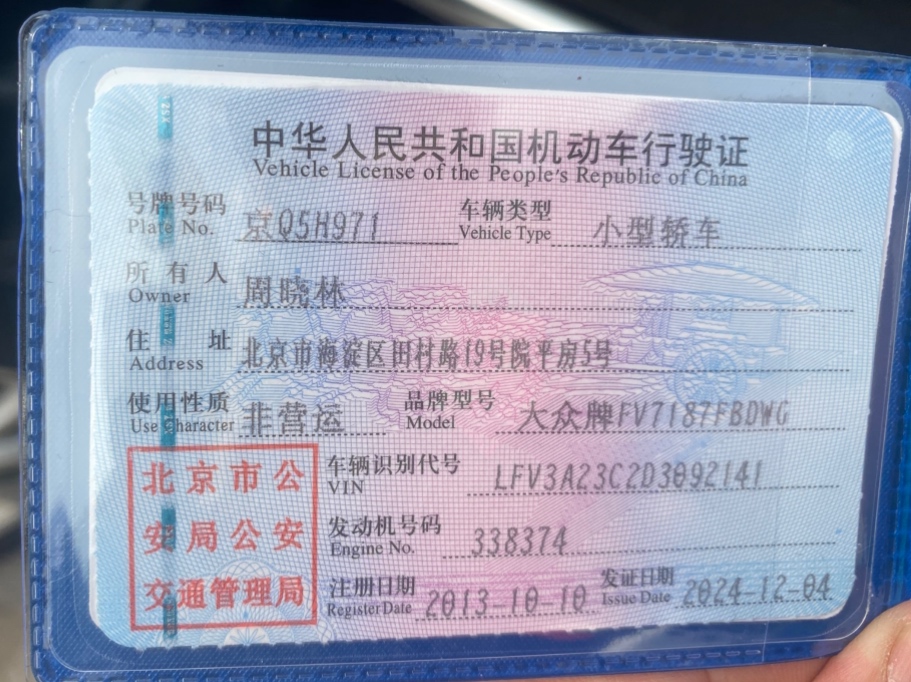 中华人民共和国机动车行驶证
Vehicle License of the People's Republic of China
号牌号码 京Q5H971 车辆类型 小型轿车
Plate No. Vehicle Type
所有人 周晓林
Owner
住址 北京市海淀区田村路19号院平房5号
Address
使用性质 非营运 品牌型号 大众牌FV7187FBDWG
Use Character Model
北京市公安局公安交通管理局
车辆识别代号 LFV3A23C2D3092141
VIN
发动机号码 338374
Engine No.
注册日期 2013-10-10 发证日期 2024-12-04
Register Date Issue Date